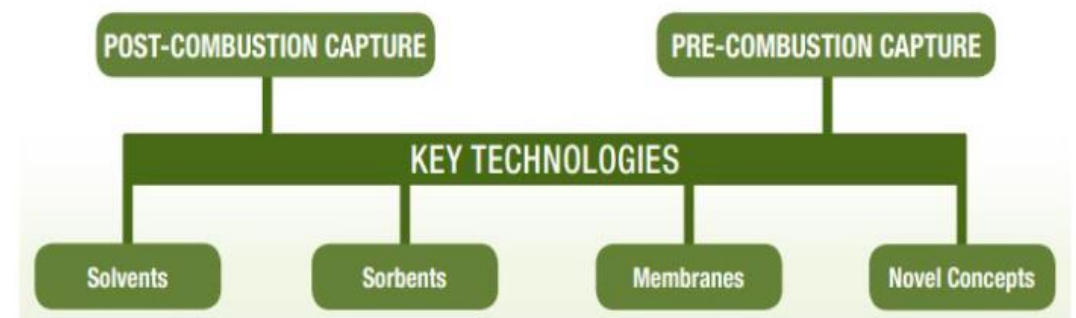 POST-COMBUSTION CAPTURE
PRE-COMBUSTION CAPTURE
KEY TECHNOLOGIES
Solvents
Sorbents
Membranes
Novel Concepts